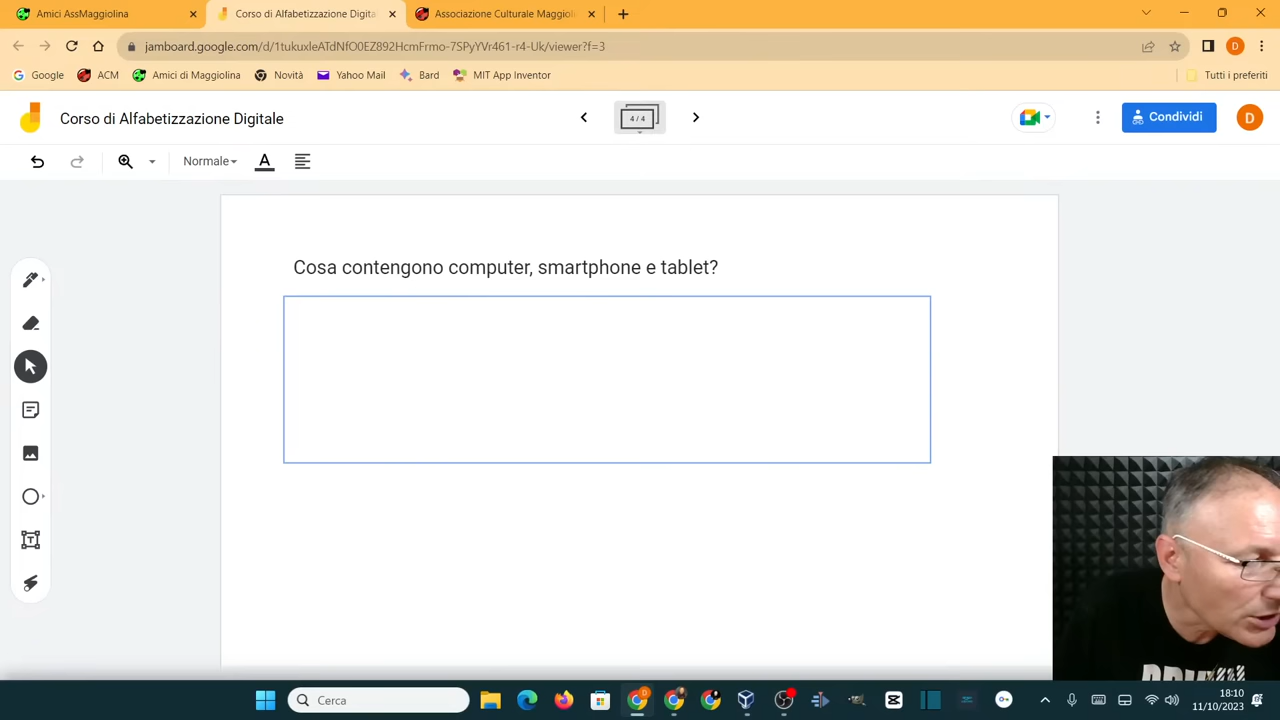 Amici AssMaggiolina
Corso di Alfabetizzazione Digita
Associazione Culturale Maggiol
jamboard.google.com/d/1tukuxleATdNfO0EZ892HcmFrmo-7SPyYVr461-r4-Uk/viewer?f=3
D
Google
ACM
Amici di Maggiolina
Novità
Yahoo Mail
Bard
MIT App Inventor
Tutti i preferiti
Corso di Alfabetizzazione Digitale
4 / 4
Condividi
D
Normale
Cosa contengono computer, smartphone e tablet?
Cerca
18:10
11/10/2023